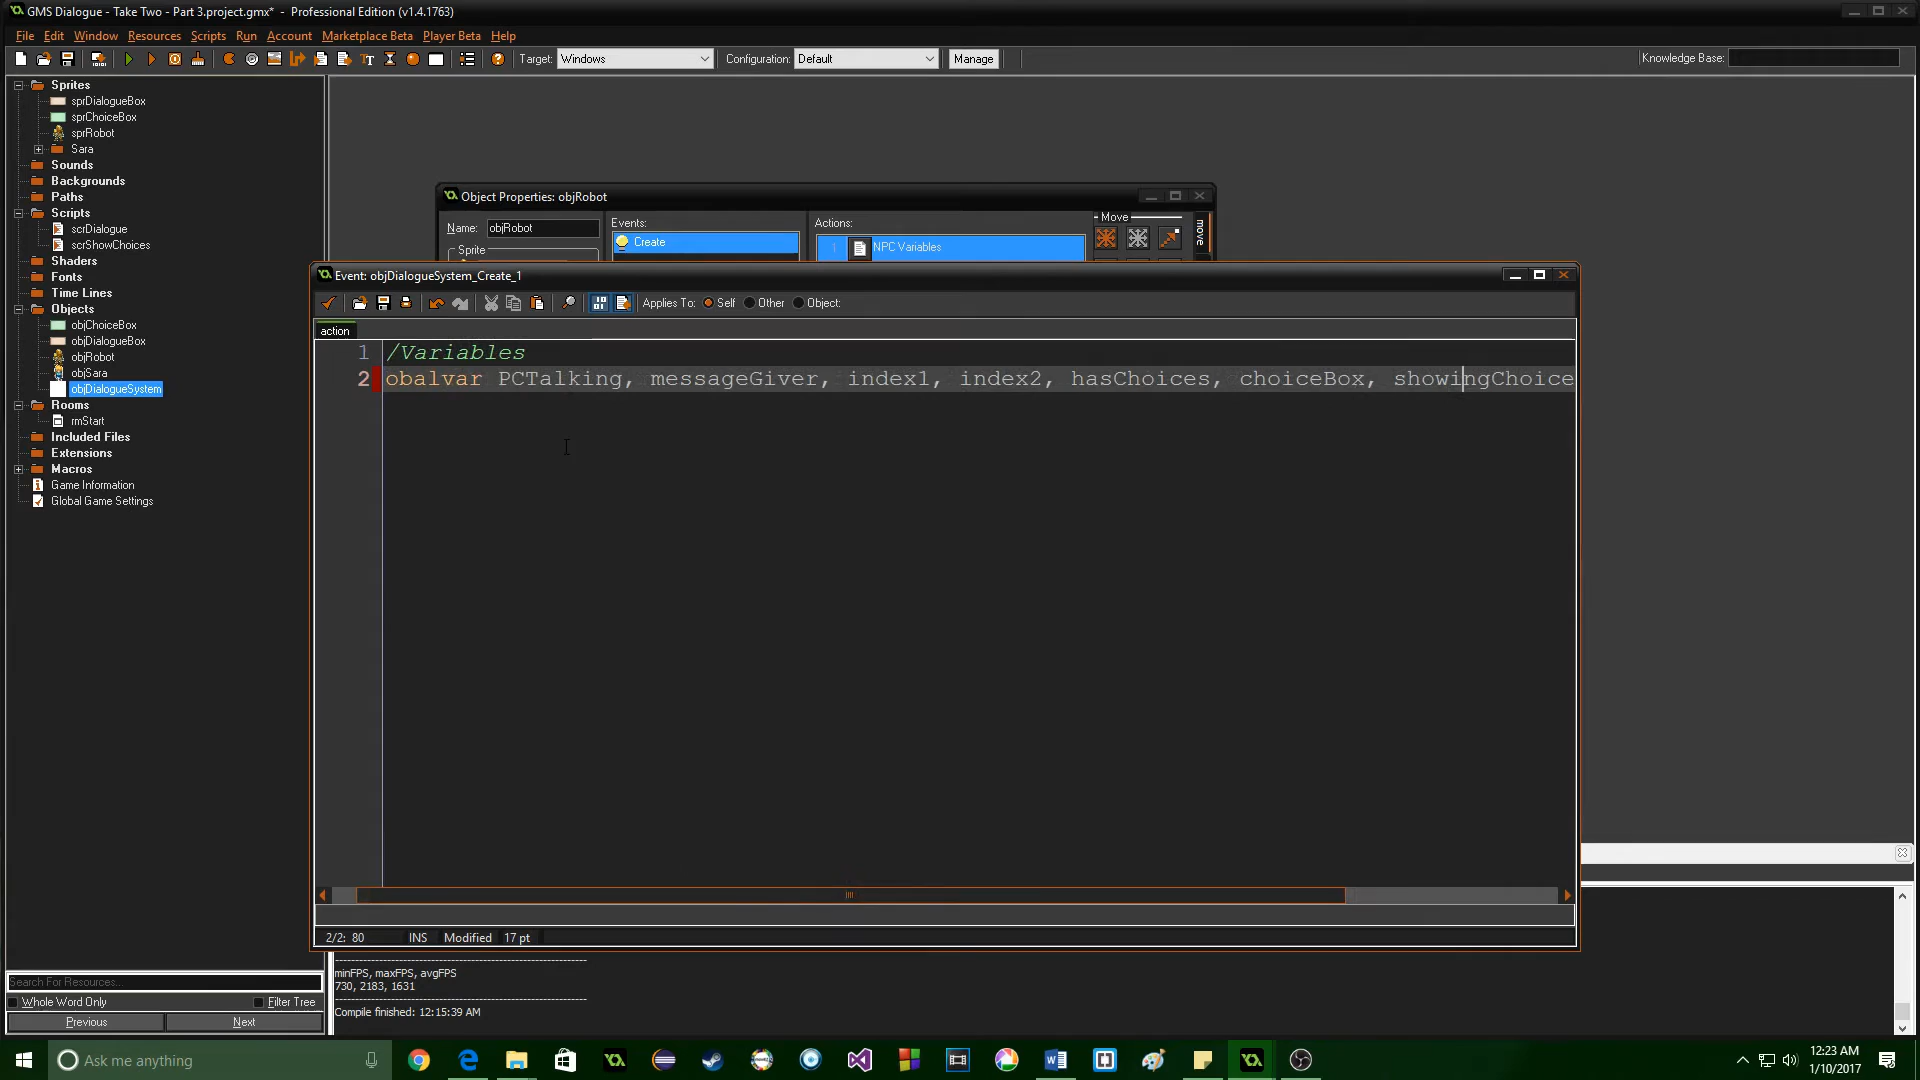 GMS Dialogue - Take Two - Part 3.project.gmx* - Professional Edition (v1.4.1763)
File Edit Window Resources Scripts Run Account Marketplace Beta Player Beta Help
Target: Windows Configuration: Default Manage Knowledge Base:
Sprites
sprDialogueBox
sprChoiceBox
sprRobot
Sara
Sounds
Backgrounds
Paths
Scripts
scrDialogue
scrShowChoices
Shaders
Fonts
Time Lines
Objects
objChoiceBox
objDialogueBox
objRobot
objSara
objDialogueSystem
Rooms
rmStart
Included Files
Extensions
Macros
Game Information
Global Game Settings
Search For Resources...
Whole Word Only Filter Tree
Previous Next
Object Properties: objRobot
Name: objRobot
Sprite
Events:
Create
Actions:
1 NPC Variables
Move
move
Event: objDialogueSystem_Create_1
Applies To: Self Other Object:
action
1 /Variables
2 obalvar PCTalking, messageGiver, index1, index2, hasChoices, choiceBox, showingChoice
2/2: 80 INS Modified 17 pt
minFPS, maxFPS, avgFPS
730, 2183, 1631
Compile finished: 12:15:39 AM
Ask me anything
12:23 AM
1/10/2017